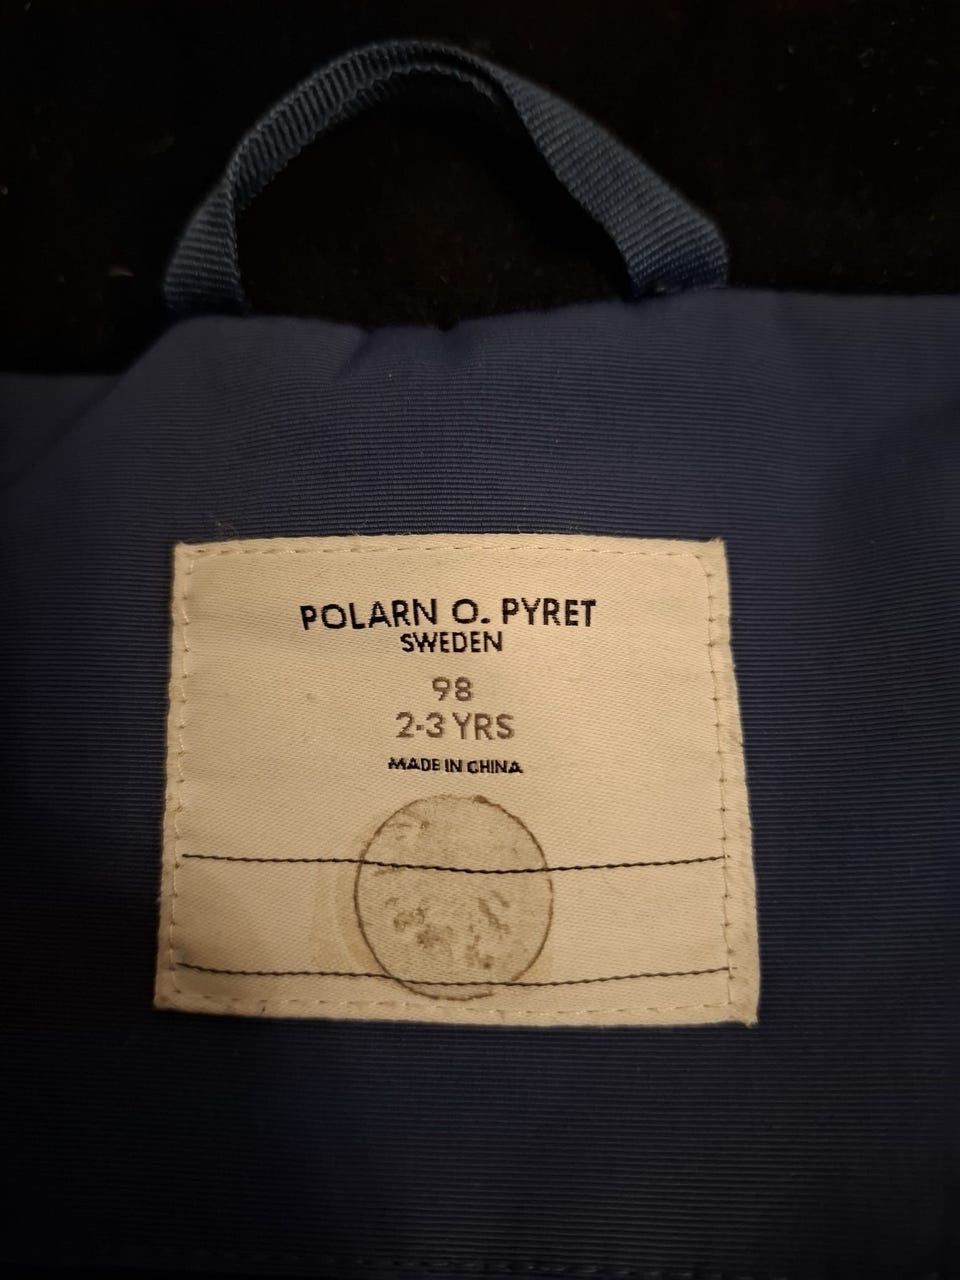 POLARN O. PYRET
SWEDEN
98
2-3 YRS
MADE IN CHINA